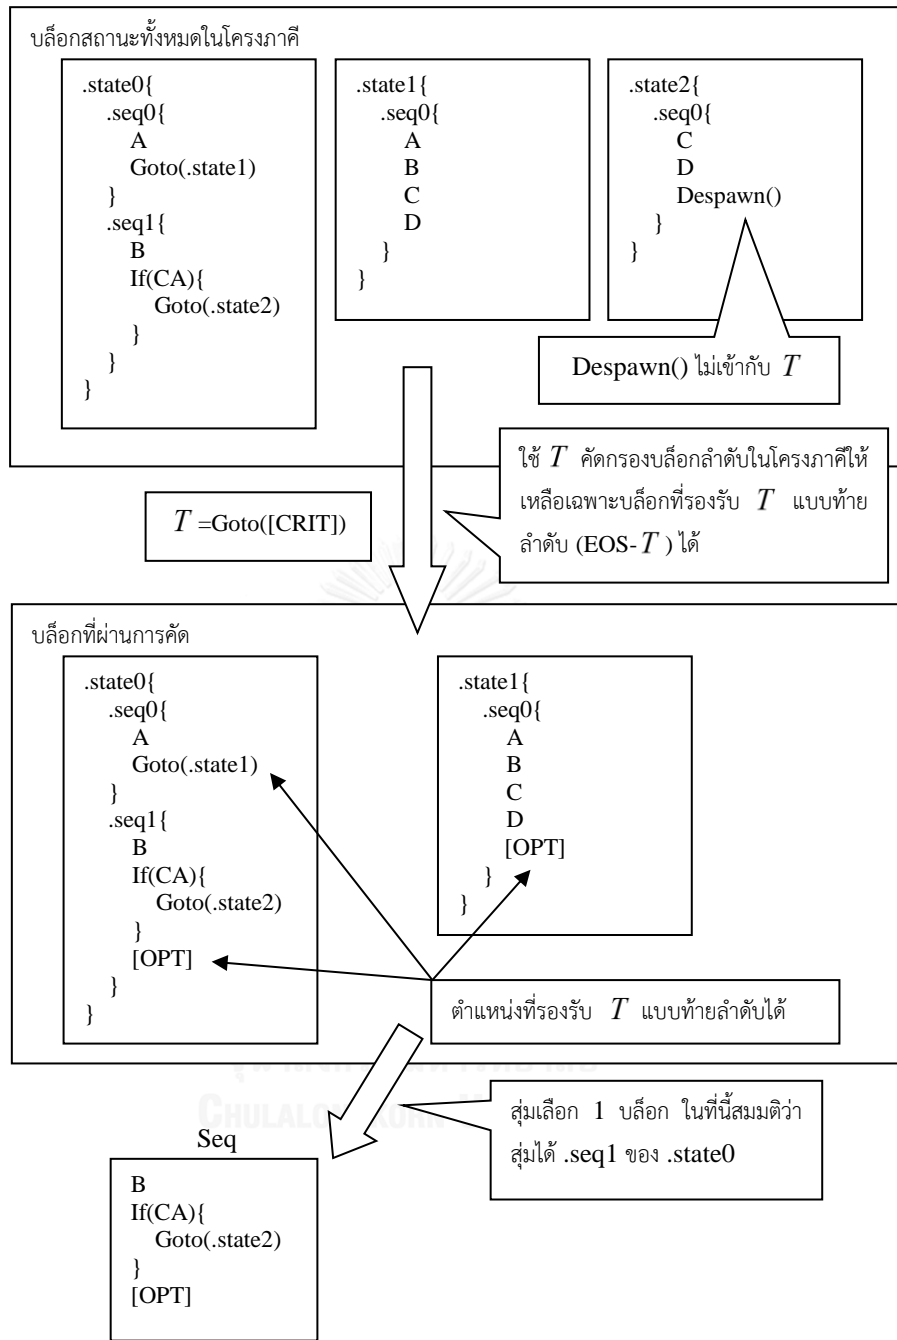 บล็อกสถานะทั้งหมดในโครงภาคี
.state0{
.seq0{
A
Goto(.state1)
}
.seq1{
B
If(CA){
Goto(.state2)
}
}
}
.state1{
.seq0{
A
B
C
D
}
}
.state2{
.seq0{
C
D
Despawn()
}
}
Despawn() ไม่เข้ากับ T
ใช้ T คัดกรองบล็อกลำดับในโครงภาคีให้
เหลือเฉพาะบล็อกที่รองรับ T แบบท้าย
ลำดับ (EOS-T ) ได้
T =Goto([CRIT])
บล็อกที่ผ่านการคัด
.state0{
.seq0{
A
Goto(.state1)
}
.seq1{
B
If(CA){
Goto(.state2)
}
[OPT]
}
}
.state1{
.seq0{
A
B
C
D
[OPT]
}
}
ตำแหน่งที่รองรับ T แบบท้ายลำดับได้
สุ่มเลือก 1 บล็อก ในที่นี้สมมติว่า
สุ่มได้ .seq1 ของ .state0
Seq
B
If(CA){
Goto(.state2)
}
[OPT]